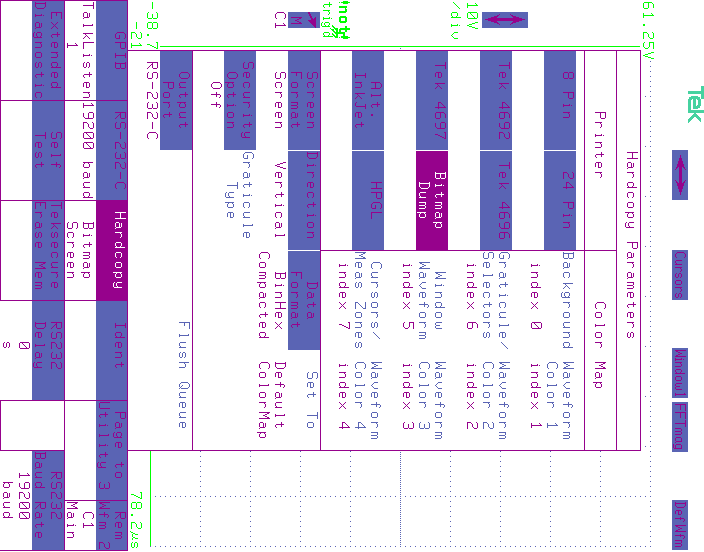 Tek
Cursors Window1 FFTmag DefWfm
61.25V
Hardcopy Parameters
Printer Color Map
8 Pin 24 Pin Background Waveform
Color 1
index 0 index 1
10V
/div
Tek 4692 Tek 4696 Graticule/ Waveform
Selectors Color 2
index 6 index 2
Tek 4697 Bitmap
Dump
Window Waveform
Waveform Color 3
index 5 index 3
trigd
Alt.
InkJet
HPGL Cursors/ Waveform
Meas Zones Color 4
index 7 index 4
Screen
Format
Direction Data
Format
Set To
Screen Vertical BinHex Default
Compacted ColorMap
M
C1
Security
Option
Graticule
Type
Off
Output
Port
Flush Queue
RS-232-C
-38.7
-21 78.2us
GPIB RS-232-C Hardcopy Ident Page to
Utility 3
Rem
Wfm 2
TalkListen
1
19200 baud Bitmap
Screen
C1
Main
Extended
Diagnostic
Self
Test
Teksecure
Erase Mem
RS232
Delay
RS232
Baud Rate
0
s
19200
baud